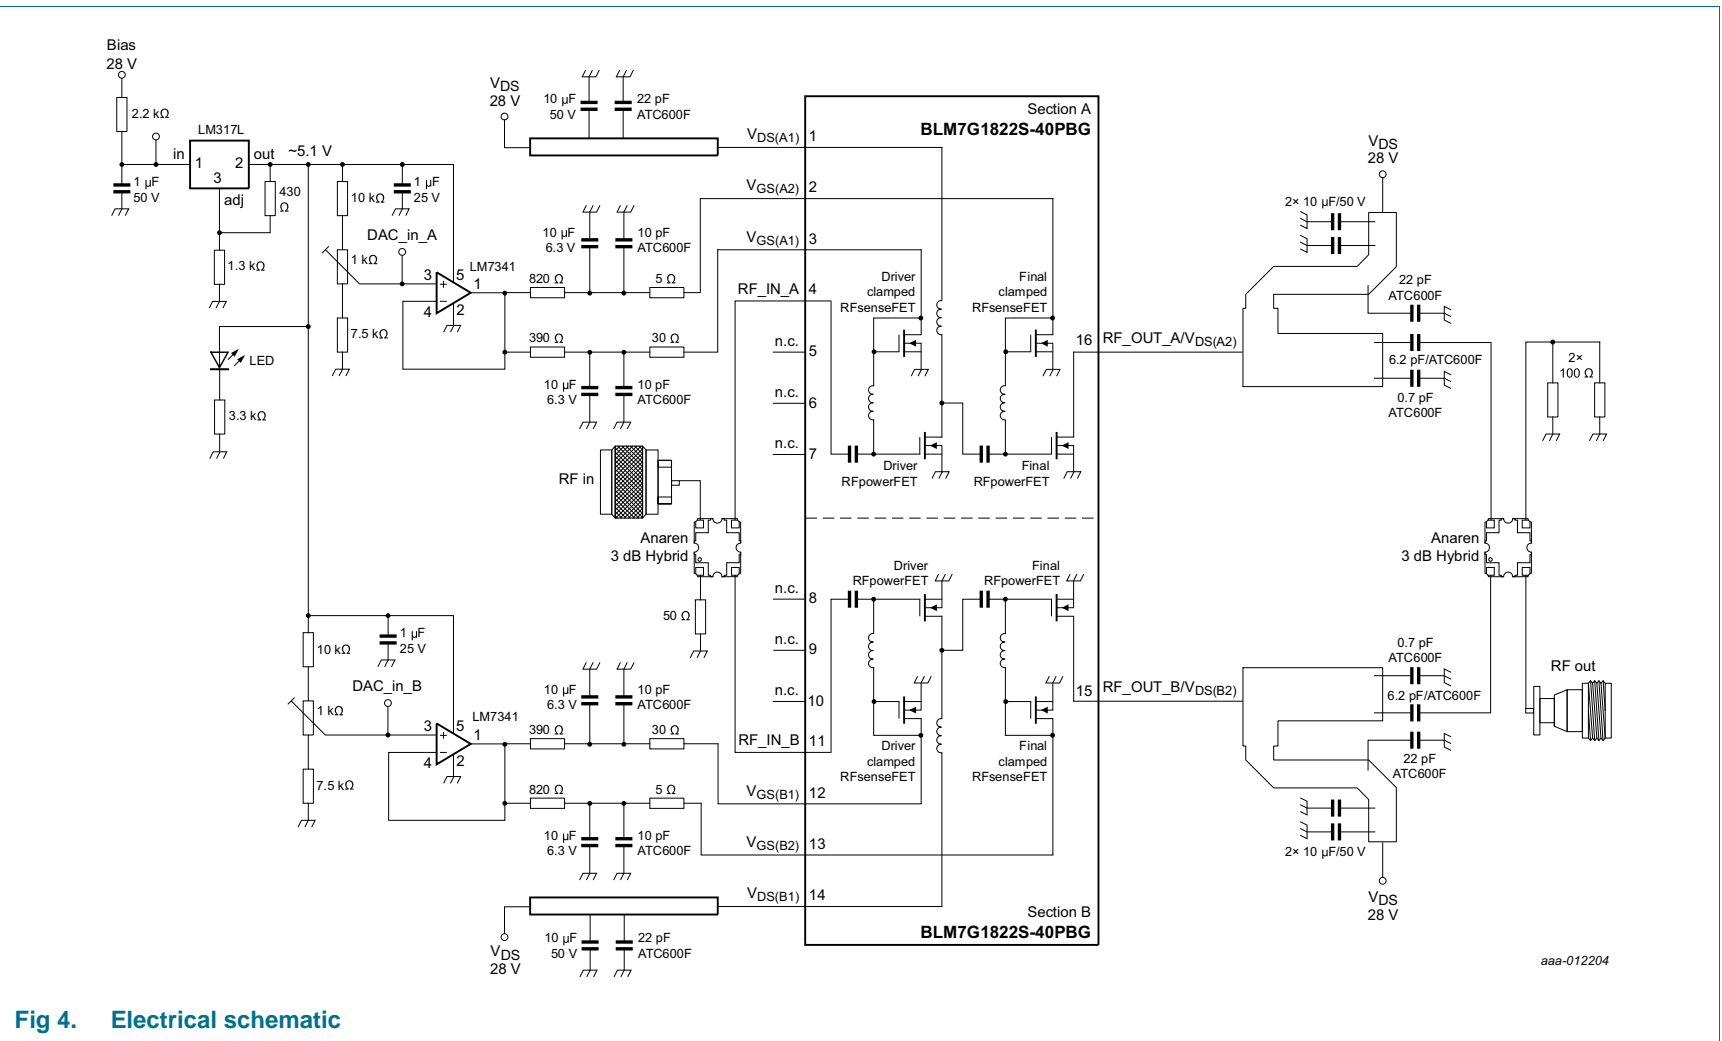 Bias
28 V
2.2 kΩ
LM317L
in
1
2
out
3
adj
~5.1 V
1 μF
50 V
430
Ω
1.3 kΩ
10 kΩ
1 μF
25 V
DAC_in_A
1 kΩ
7.5 kΩ
LM7341
3
5
1
4
2
LED
3.3 kΩ
VDS
28 V
10 μF
50 V
22 pF
ATC600F
10 μF
6.3 V
10 pF
ATC600F
820 Ω
5 Ω
390 Ω
30 Ω
10 μF
6.3 V
10 pF
ATC600F
RF in
Anaren
3 dB Hybrid
50 Ω
VDS(A1)
1
VGS(A2)
2
VGS(A1)
3
RF_IN_A
4
n.c.
5
n.c.
6
n.c.
7
Section A
BLM7G1822S-40PBG
Driver
clamped
RFsenseFET
Final
clamped
RFsenseFET
Driver
RFpowerFET
Final
RFpowerFET
16
RF_OUT_A/VDS(A2)
VDS
28 V
2× 10 μF/50 V
22 pF
ATC600F
6.2 pF/ATC600F
0.7 pF
ATC600F
2×
100 Ω
Anaren
3 dB Hybrid
RF out
10 kΩ
1 μF
25 V
DAC_in_B
1 kΩ
7.5 kΩ
LM7341
3
5
1
4
2
10 μF
6.3 V
10 pF
ATC600F
390 Ω
30 Ω
820 Ω
5 Ω
10 μF
6.3 V
10 pF
ATC600F
VDS
28 V
10 μF
50 V
22 pF
ATC600F
n.c.
8
n.c.
9
n.c.
10
RF_IN_B
11
VGS(B1)
12
VGS(B2)
13
VDS(B1)
14
Driver
RFpowerFET
Final
RFpowerFET
Driver
clamped
RFsenseFET
Final
clamped
RFsenseFET
Section B
BLM7G1822S-40PBG
15
RF_OUT_B/VDS(B2)
0.7 pF
ATC600F
6.2 pF/ATC600F
22 pF
ATC600F
2× 10 μF/50 V
VDS
28 V
aaa-012204
Fig 4. Electrical schematic